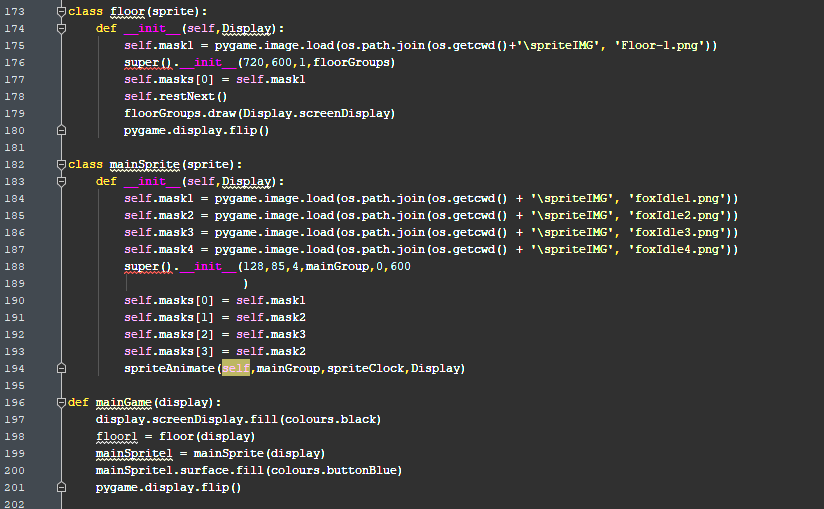 173 class floor(sprite):
174     def __init__(self,Display):
175         self.mask1 = pygame.image.load(os.path.join(os.getcwd()+'\spriteIMG', 'Floor-1.png'))
176         super().__init__(720,600,1,floorGroups)
177         self.masks[0] = self.mask1
178         self.restNext()
179         floorGroups.draw(Display.screenDisplay)
180         pygame.display.flip()
181
182 class mainSprite(sprite):
183     def __init__(self,Display):
184         self.mask1 = pygame.image.load(os.path.join(os.getcwd() + '\spriteIMG', 'foxIdle1.png'))
185         self.mask2 = pygame.image.load(os.path.join(os.getcwd() + '\spriteIMG', 'foxIdle2.png'))
186         self.mask3 = pygame.image.load(os.path.join(os.getcwd() + '\spriteIMG', 'foxIdle3.png'))
187         self.mask4 = pygame.image.load(os.path.join(os.getcwd() + '\spriteIMG', 'foxIdle4.png'))
188         super().__init__(128,85,4,mainGroup,0,600
189                          )
190         self.masks[0] = self.mask1
191         self.masks[1] = self.mask2
192         self.masks[2] = self.mask3
193         self.masks[3] = self.mask2
194         spriteAnimate(self,mainGroup,spriteClock,Display)
195
196 def mainGame(display):
197     display.screenDisplay.fill(colours.black)
198     floor1 = floor(display)
199     mainSprite1 = mainSprite(display)
200     mainSprite1.surface.fill(colours.buttonBlue)
201     pygame.display.flip()
202